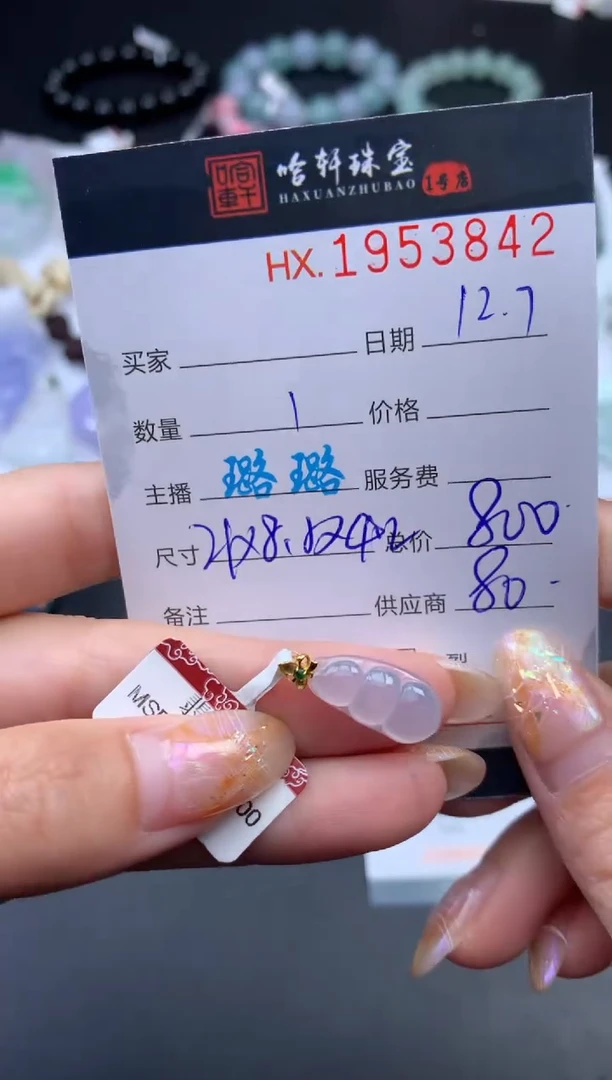 哈轩珠宝
HAXUANZHUBAO 1号店
HX.1953842
买家 日期 12.7
数量 1 价格
主播 璐璐 服务费
尺寸 总价 800
备注 供应商 80-
MS
00